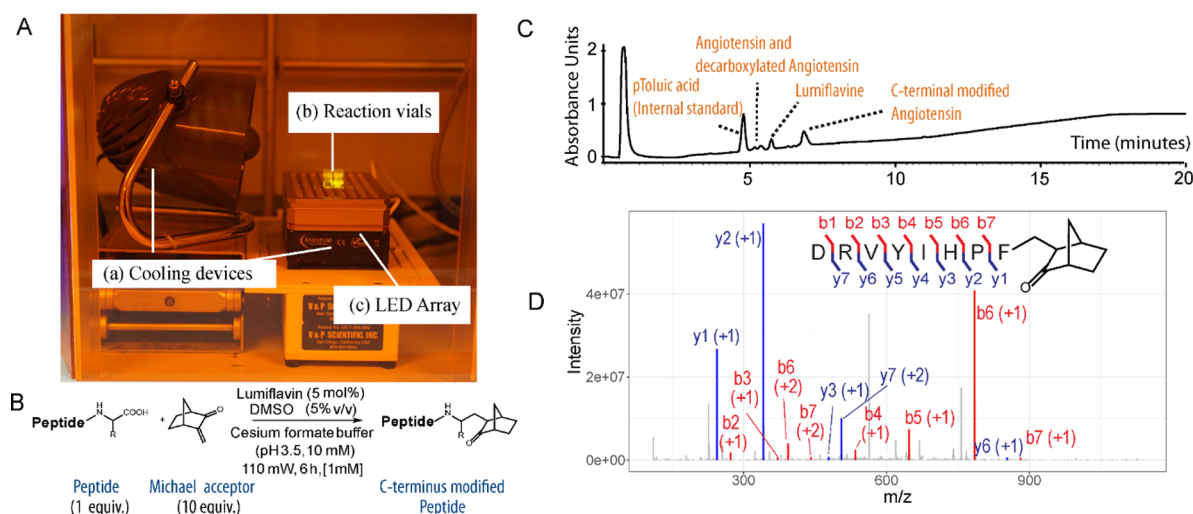 A
(b) Reaction vials
(a) Cooling devices
(c) LED Array
V & P SCIENTIFIC, INC.
B
Peptide
H
N
COOH
R
+
O
Lumiflavin (5 mol%)
DMSO (5% v/v)
Cesium formate buffer
(pH 3.5, 10 mM)
110 mW, 6 h, [1mM]
Peptide
H
N
R
O
Peptide
(1 equiv.)
Michael acceptor
(10 equiv.)
C-terminus modified
Peptide
C
Absorbance Units
2
1
0
pToluic acid
(Internal standard)
Angiotensin and
decarboxylated Angiotensin
Lumiflavine
C-terminal modified
Angiotensin
Time (minutes)
5
10
15
20
D
Intensity
4e+07
2e+07
0e+00
b1 b2 b3 b4 b5 b6 b7
D R V Y I H P F
y7 y6 y5 y4 y3 y2 y1
O
y2 (+1)
y1 (+1)
b2
(+1)
b3
(+1)
b6
(+2)
b7
(+2)
y3 (+1)
y7 (+2)
b4
(+1)
b5 (+1)
b6 (+1)
y6 (+1)
b7 (+1)
300
600
900
m/z